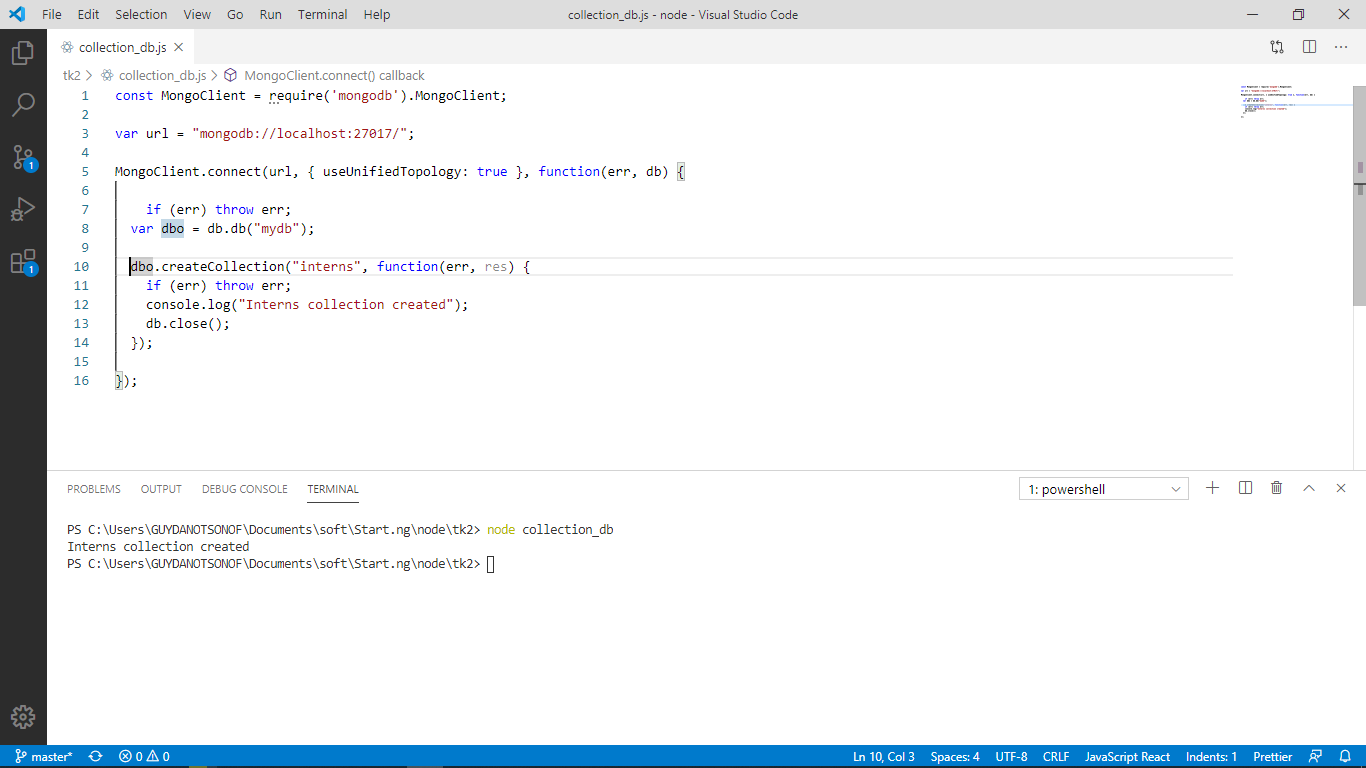 File Edit Selection View Go Run Terminal Help collection_db.js - node - Visual Studio Code
collection_db.js
tk2 > collection_db.js > MongoClient.connect() callback
1 const MongoClient = require('mongodb').MongoClient;
2
3 var url = "mongodb://localhost:27017/";
4
5 MongoClient.connect(url, { useUnifiedTopology: true }, function(err, db) {
6
7 if (err) throw err;
8 var dbo = db.db("mydb");
9
10 dbo.createCollection("interns", function(err, res) {
11 if (err) throw err;
12 console.log("Interns collection created");
13 db.close();
14 });
15
16 });
1
1
PROBLEMS OUTPUT DEBUG CONSOLE TERMINAL 1: powershell
PS C:\Users\GUYDANOTSONOF\Documents\soft\Start.ng\node\tk2> node collection_db
Interns collection created
PS C:\Users\GUYDANOTSONOF\Documents\soft\Start.ng\node\tk2>
master* 0 0 Ln 10, Col 3 Spaces: 4 UTF-8 CRLF JavaScript React Indents: 1 Prettier